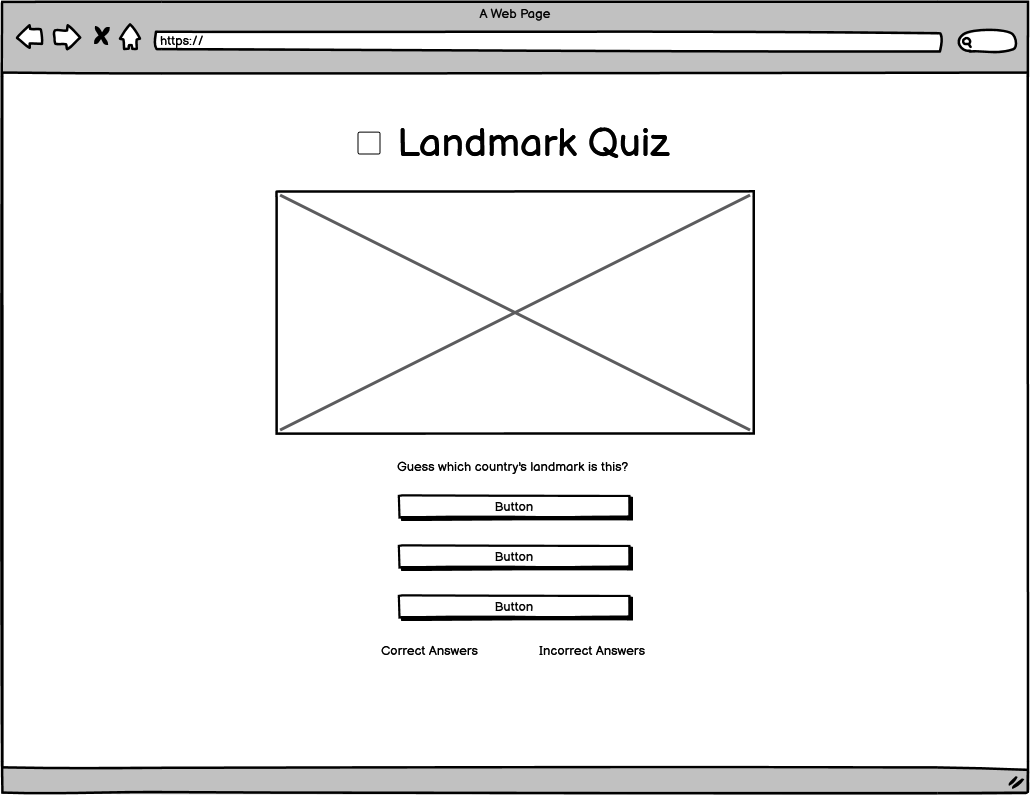 A Web Page
https://
Landmark Quiz
Guess which country's landmark is this?
Button
Button
Button
Correct Answers
Incorrect Answers